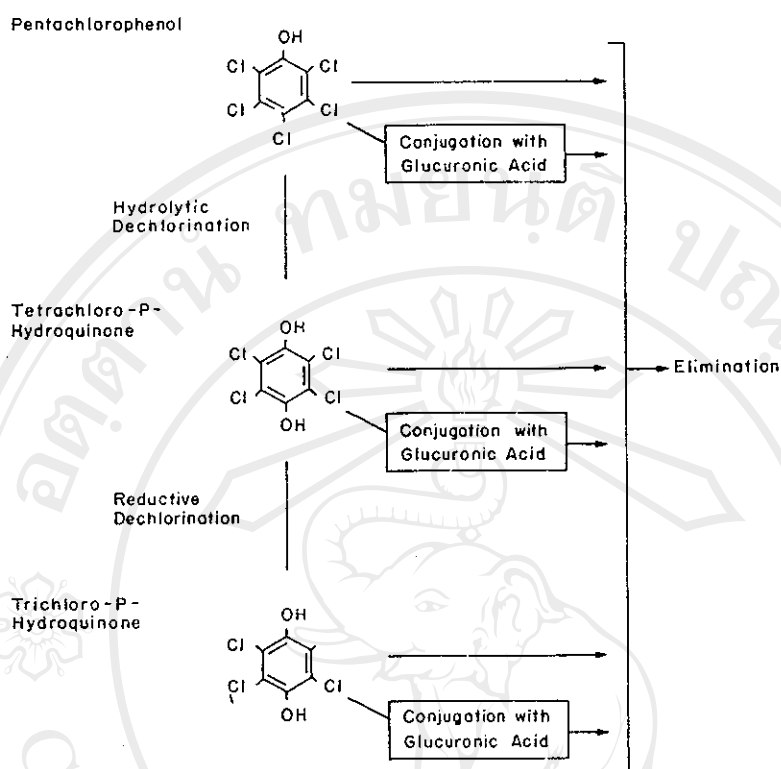 Pentachlorophenol
OH
Cl
Cl
Cl
Cl
Cl
Conjugation with
Glucuronic Acid
Hydrolytic
Dechlorination
Tetrachloro-P-
Hydroquinone
OH
Cl
Cl
Cl
Cl
OH
Elimination
Conjugation with
Glucuronic Acid
Reductive
Dechlorination
Trichloro-P-
Hydroquinone
OH
Cl
Cl
Cl
OH
Conjugation with
Glucuronic Acid